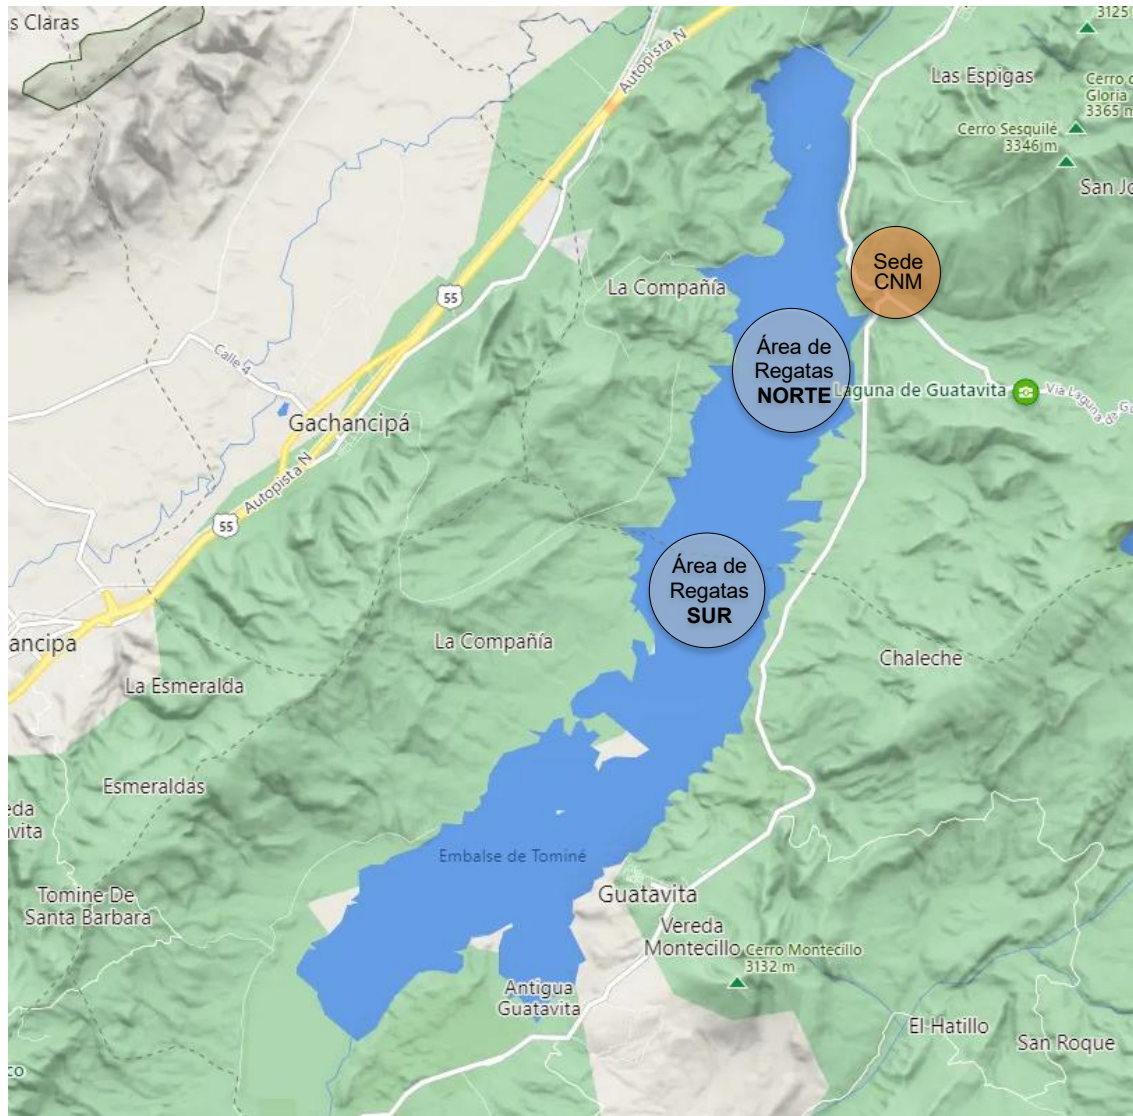 s Claras
3125
Autopista N
Las Espigas
Cerro d
Gloria
3365 m
Cerro Sesquilé
3346 m
San Jo
Sede
CNM
La Compañía
55
Área de
Regatas
NORTE
Calle 4
Laguna de Guatavita
Vía Laguna d
Gu
Gachancipá
Autopista N
55
Área de
Regatas
SUR
ancipa
La Compañía
Chaleche
La Esmeralda
Esmeraldas
eda
avita
Embalse de Tominé
Tomine De
Santa Barbara
Guatavita
Vereda
Montecillo
Cerro Montecillo
3132 m
Antigua
Guatavita
El Hatillo
San Roque
co